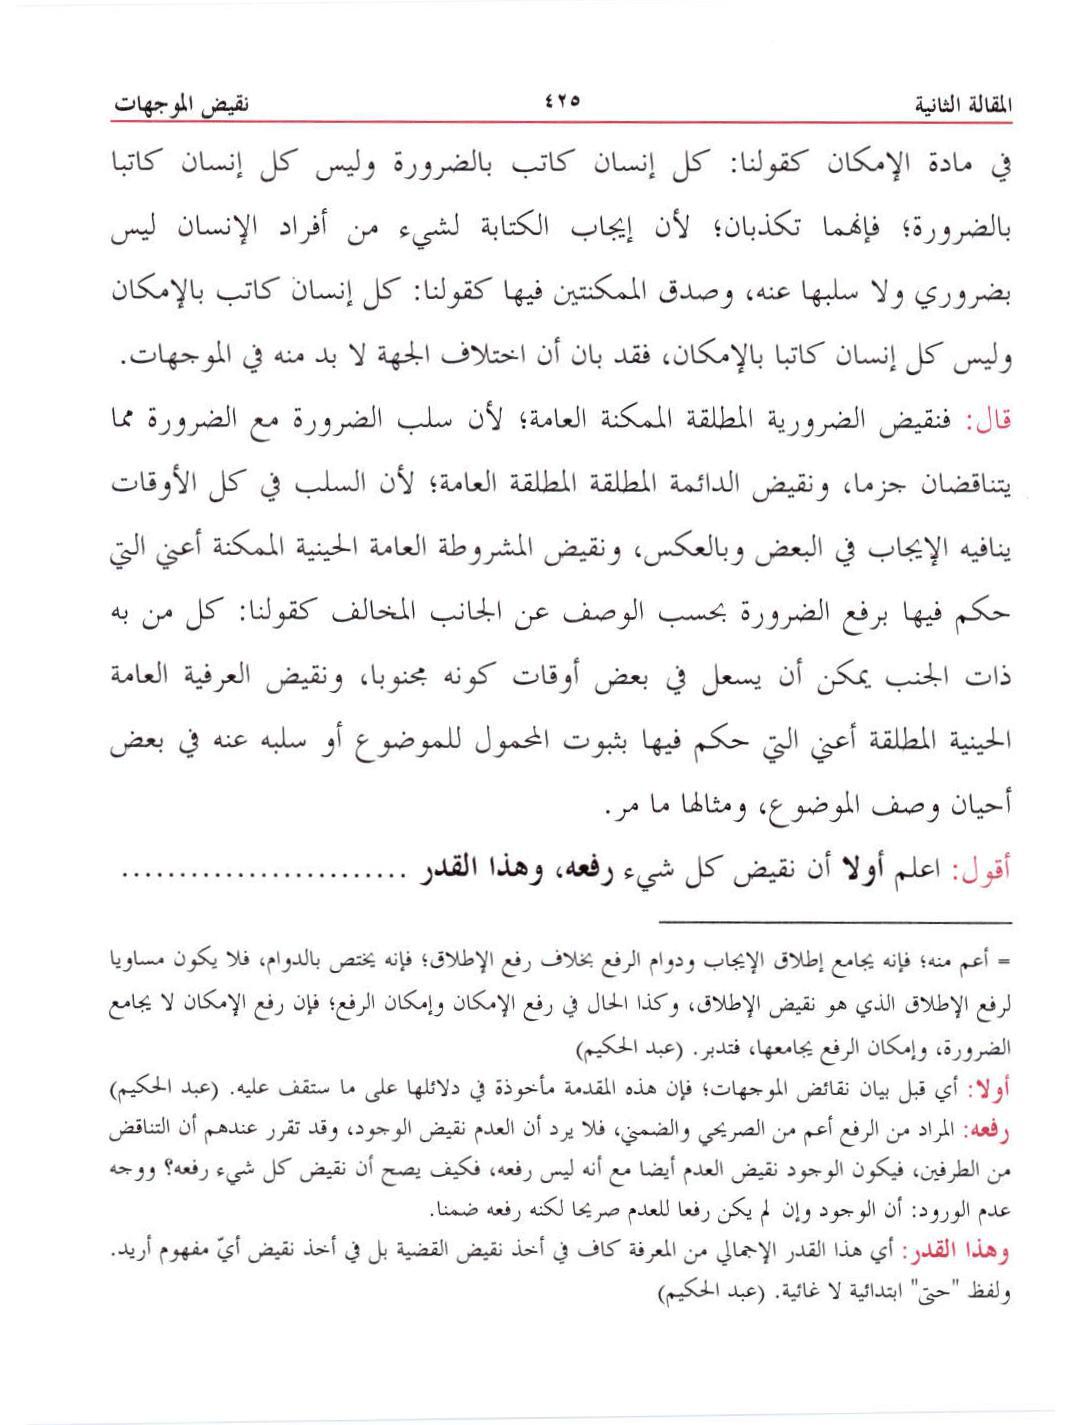 المقالة الثانية ٤٢٥ نقيض الموجهات
في مادة الإمكان كقولنا: كل إنسان كاتب بالضرورة وليس كل إنسان كاتبا
بالضرورة؛ فإنهما تكذبان؛ لأن إيجاب الكتابة لشيء من أفراد الإنسان ليس
بضروري ولا سلبها عنه، وصدق الممكنتين فيها كقولنا: كل إنسان كاتب بالإمكان
وليس كل إنسان كاتبا بالإمكان، فقد بان أن اختلاف الجهة لا بد منه في الموجهات.
قال: فنقيض الضرورية المطلقة الممكنة العامة؛ لأن سلب الضرورة مع الضرورة مما
يتناقضان جزما، ونقيض الدائمة المطلقة المطلقة العامة؛ لأن السلب في كل الأوقات
ينافيه الإيجاب في البعض وبالعكس، ونقيض المشروطة العامة الحينية الممكنة أعني التي
حكم فيها برفع الضرورة بحسب الوصف عن الجانب المخالف كقولنا: كل من به
ذات الجنب يمكن أن يسعل في بعض أوقات كونه مجنوبا، ونقيض العرفية العامة
الحينية المطلقة أعني التي حكم فيها بثبوت المحمول للموضوع أو سلبه عنه في بعض
أحيان وصف الموضوع، ومثالها ما مر.
أقول: اعلم أولا أن نقيض كل شيء رفعه، وهذا القدر ........................
= أعم منه؛ فإنه يجامع إطلاق الإيجاب ودوام الرفع بخلاف رفع الإطلاق؛ فإنه يختص بالدوام، فلا يكون مساويا
لرفع الإطلاق الذي هو نقيض الإطلاق، وكذا الحال في رفع الإمكان وإمكان الرفع؛ فإن رفع الإمكان لا يجامع
الضرورة، وإمكان الرفع يجامعها، فتدبر. (عبد الحكيم)
أولا: أي قبل بيان نقائض الموجهات؛ فإن هذه المقدمة مأخوذة في دلائلها على ما ستقف عليه. (عبد الحكيم)
رفعه: المراد من الرفع أعم من الصريحي والضمني، فلا يرد أن العدم نقيض الوجود، وقد تقرر عندهم أن التناقض
من الطرفين، فيكون الوجود نقيض العدم أيضا مع أنه ليس رفعه، فكيف يصح أن نقيض كل شيء رفعه؟ ووجه
عدم الورود: أن الوجود وإن لم يكن رفعا للعدم صريحا لكنه رفعه ضمنا.
وهذا القدر: أي هذا القدر الإجمالي من المعرفة كاف في أخذ نقيض القضية بل في أخذ نقيض أيّ مفهوم أريد.
ولفظ "حتى" ابتدائية لا غائية. (عبد الحكيم)